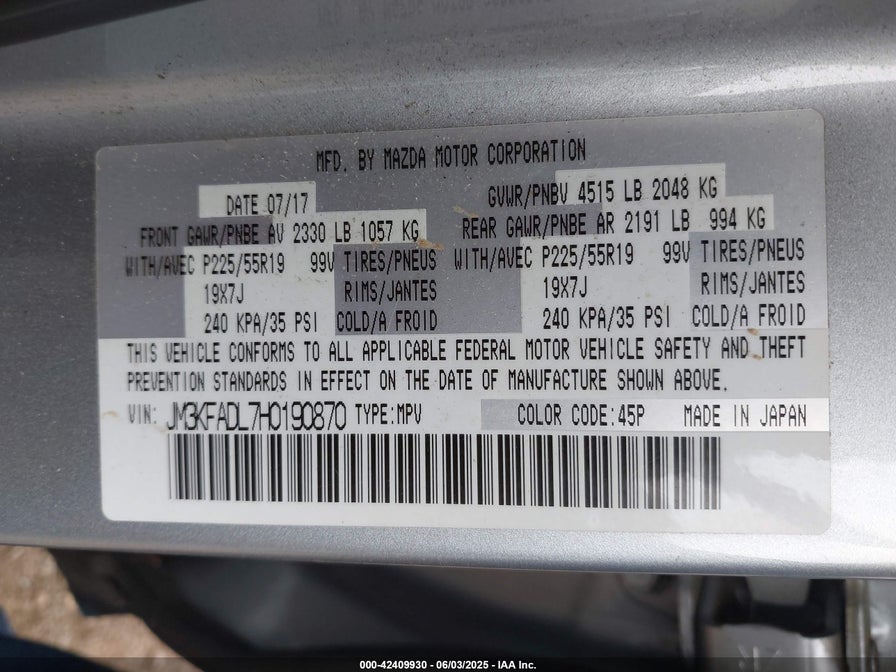 MFD. BY MAZDA MOTOR CORPORATION
DATE 07/17 GVWR/PNBV 4515 LB 2048 KG
FRONT GAWR/PNBE AV 2330 LB 1057 KG REAR GAWR/PNBE AR 2191 LB 994 KG
WITH/AVEC P225/55R19 99V TIRES/PNEUS WITH/AVEC P225/55R19 99V TIRES/PNEUS
19X7J RIMS/JANTES 19X7J RIMS/JANTES
240 KPA/35 PSI COLD/A FROID 240 KPA/35 PSI COLD/A FROID
THIS VEHICLE CONFORMS TO ALL APPLICABLE FEDERAL MOTOR VEHICLE SAFETY AND THEFT
PREVENTION STANDARDS IN EFFECT ON THE DATE OF MANUFACTURE SHOWN ABOVE.
VIN: JM3KFADL7H0190870 TYPE:MPV COLOR CODE:45P MADE IN JAPAN
000-42409930 - 06/03/2025 - IAA Inc.